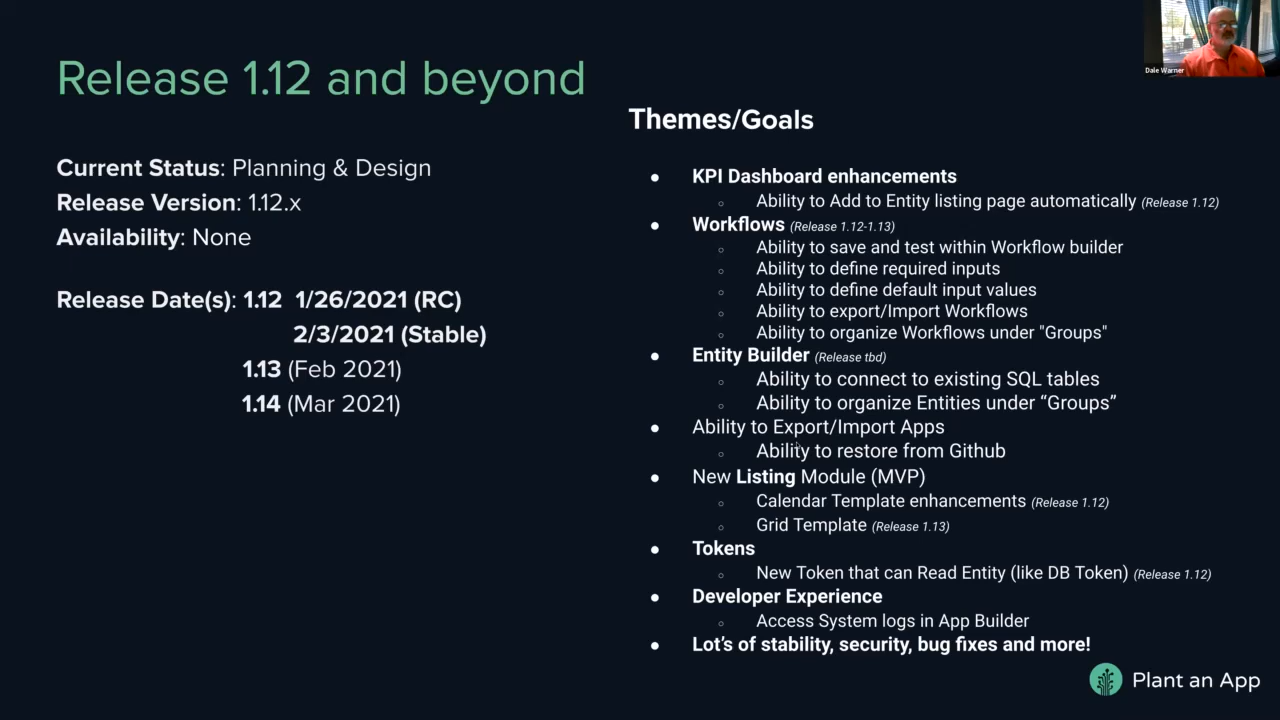 Dale Warner
Release 1.12 and beyond
Current Status: Planning & Design
Release Version: 1.12.x
Availability: None
Release Date(s): 1.12 1/26/2021 (RC)
2/3/2021 (Stable)
1.13 (Feb 2021)
1.14 (Mar 2021)
Themes/Goals
● KPI Dashboard enhancements
○ Ability to Add to Entity listing page automatically (Release 1.12)
● Workflows (Release 1.12-1.13)
○ Ability to save and test within Workflow builder
○ Ability to define required inputs
○ Ability to define default input values
○ Ability to export/Import Workflows
○ Ability to organize Workflows under "Groups"
● Entity Builder (Release tbd)
○ Ability to connect to existing SQL tables
○ Ability to organize Entities under “Groups”
● Ability to Export/Import Apps
○ Ability to restore from Github
● New Listing Module (MVP)
○ Calendar Template enhancements (Release 1.12)
○ Grid Template (Release 1.13)
● Tokens
○ New Token that can Read Entity (like DB Token) (Release 1.12)
● Developer Experience
○ Access System logs in App Builder
● Lot’s of stability, security, bug fixes and more!
Plant an App